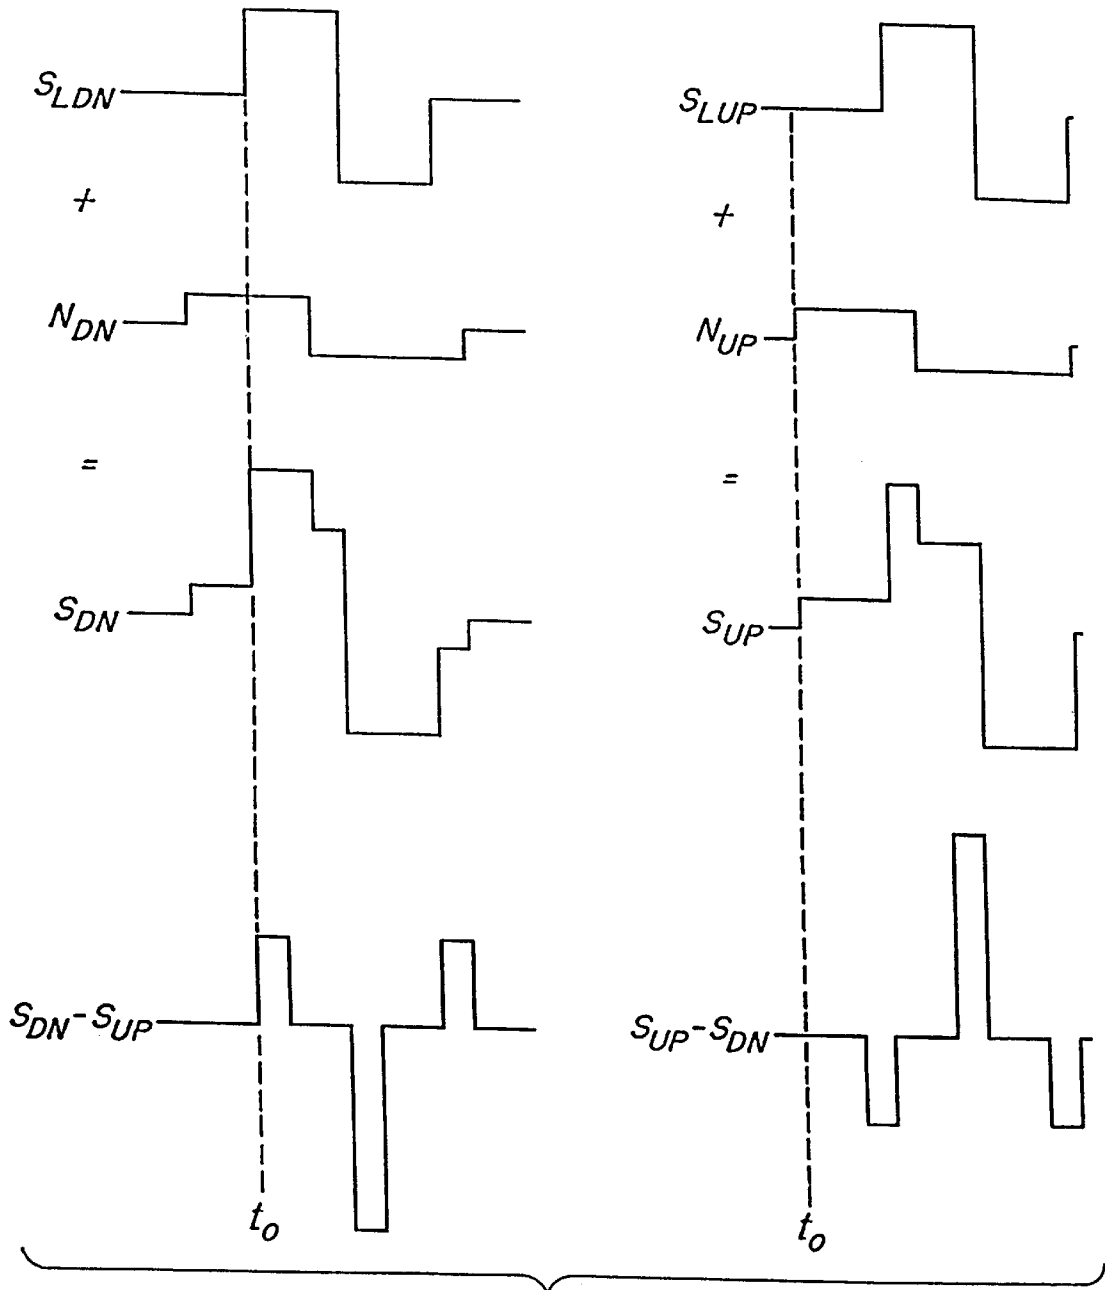 S_LDN
+
N_DN
=
S_DN
S_DN - S_UP
t_o
S_LUP
+
N_UP
=
S_UP
S_UP - S_DN
t_o